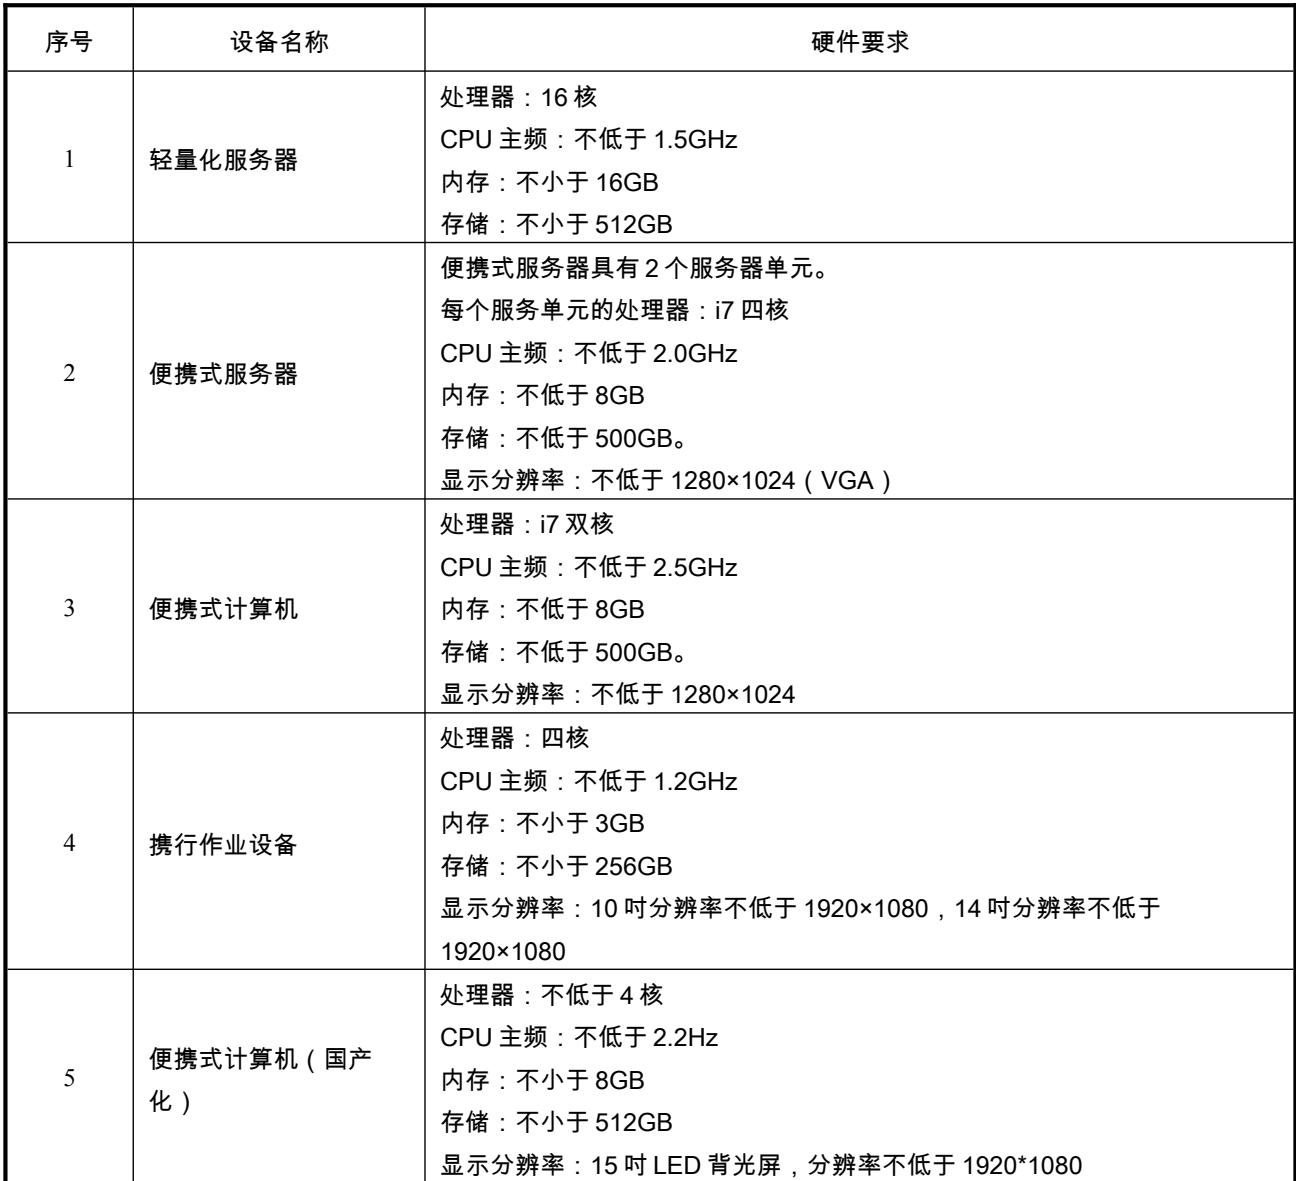 序号 设备名称 硬件要求
1 轻量化服务器
处理器：16 核
CPU 主频：不低于 1.5GHz
内存：不小于 16GB
存储：不小于 512GB
2 便携式服务器
便携式服务器具有 2 个服务器单元。
每个服务单元的处理器：i7 四核
CPU 主频：不低于 2.0GHz
内存：不低于 8GB
存储：不低于 500GB。
显示分辨率：不低于 1280×1024（VGA）
3 便携式计算机
处理器：i7 双核
CPU 主频：不低于 2.5GHz
内存：不低于 8GB
存储：不低于 500GB。
显示分辨率：不低于 1280×1024
4 携行作业设备
处理器：四核
CPU 主频：不低于 1.2GHz
内存：不小于 3GB
存储：不小于 256GB
显示分辨率：10 吋分辨率不低于 1920×1080，14 吋分辨率不低于
1920×1080
5 便携式计算机（国产
化）
处理器：不低于 4 核
CPU 主频：不低于 2.2Hz
内存：不小于 8GB
存储：不小于 512GB
显示分辨率：15 吋 LED 背光屏，分辨率不低于 1920*1080